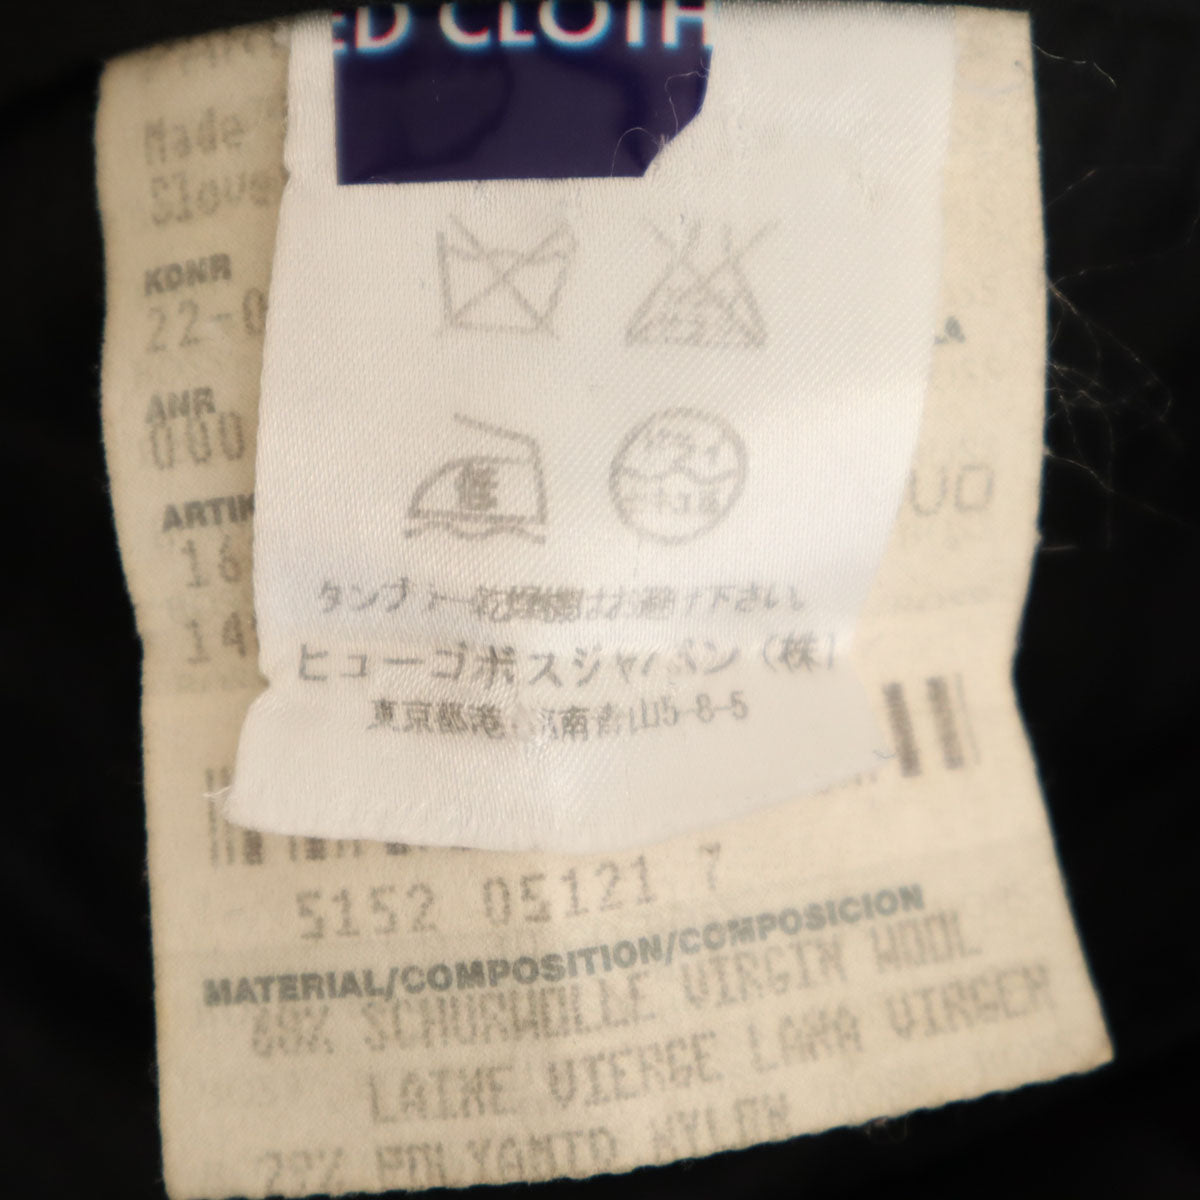 ED CLOTH
Made
KDNR
22-0
ANR
000
ARTIK
16
14
タンブラー乾燥機はお避け下さい
ヒューゴボスジャパン(株)
東京都港区南青山5-8-5
5152 05121 7
MATERIAL/COMPOSITION/COMPOSICION
SCHURWOLLE VIRGIN WOOL
LAINE VIERGE LANA VIRGEN
POLYAMID NYLON